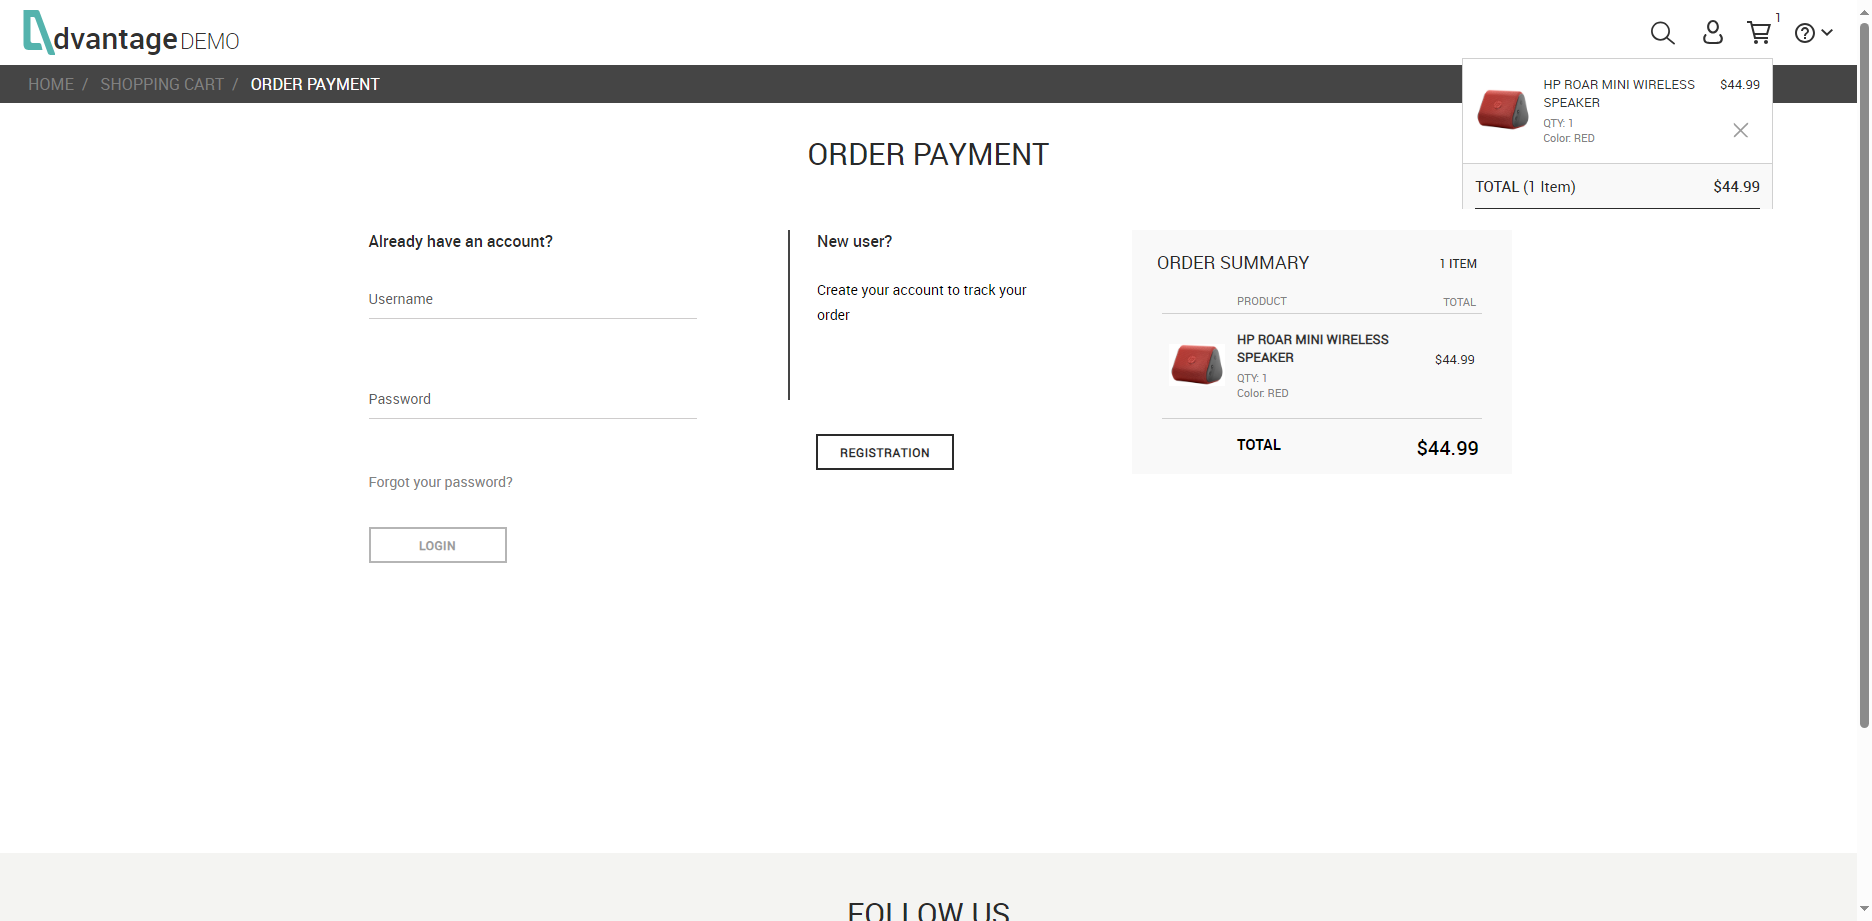 dvantage DEMO
1
HOME / SHOPPING CART / ORDER PAYMENT
HP ROAR MINI WIRELESS $44.99
SPEAKER
QTY: 1
Color: RED
TOTAL (1 Item) $44.99
ORDER PAYMENT
Already have an account?
Username
Password
Forgot your password?
LOGIN
New user?
Create your account to track your
order
REGISTRATION
ORDER SUMMARY 1 ITEM
PRODUCT TOTAL
HP ROAR MINI WIRELESS
SPEAKER
$44.99
QTY: 1
Color: RED
TOTAL $44.99
FOLLOW US